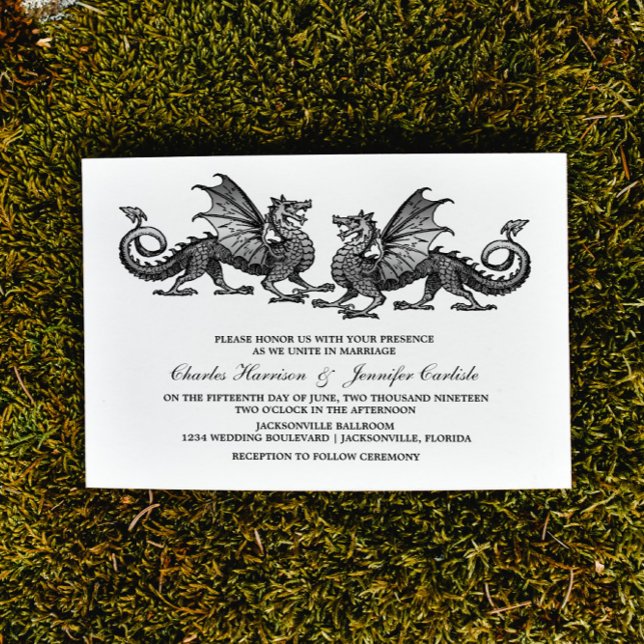 PLEASE HONOR US WITH YOUR PRESENCE
AS WE UNITE IN MARRIAGE
Charles Harrison & Jennifer Carlisle
ON THE FIFTEENTH DAY OF JUNE, TWO THOUSAND NINETEEN
TWO O'CLOCK IN THE AFTERNOON
JACKSONVILLE BALLROOM
1234 WEDDING BOULEVARD | JACKSONVILLE, FLORIDA
RECEPTION TO FOLLOW CEREMONY